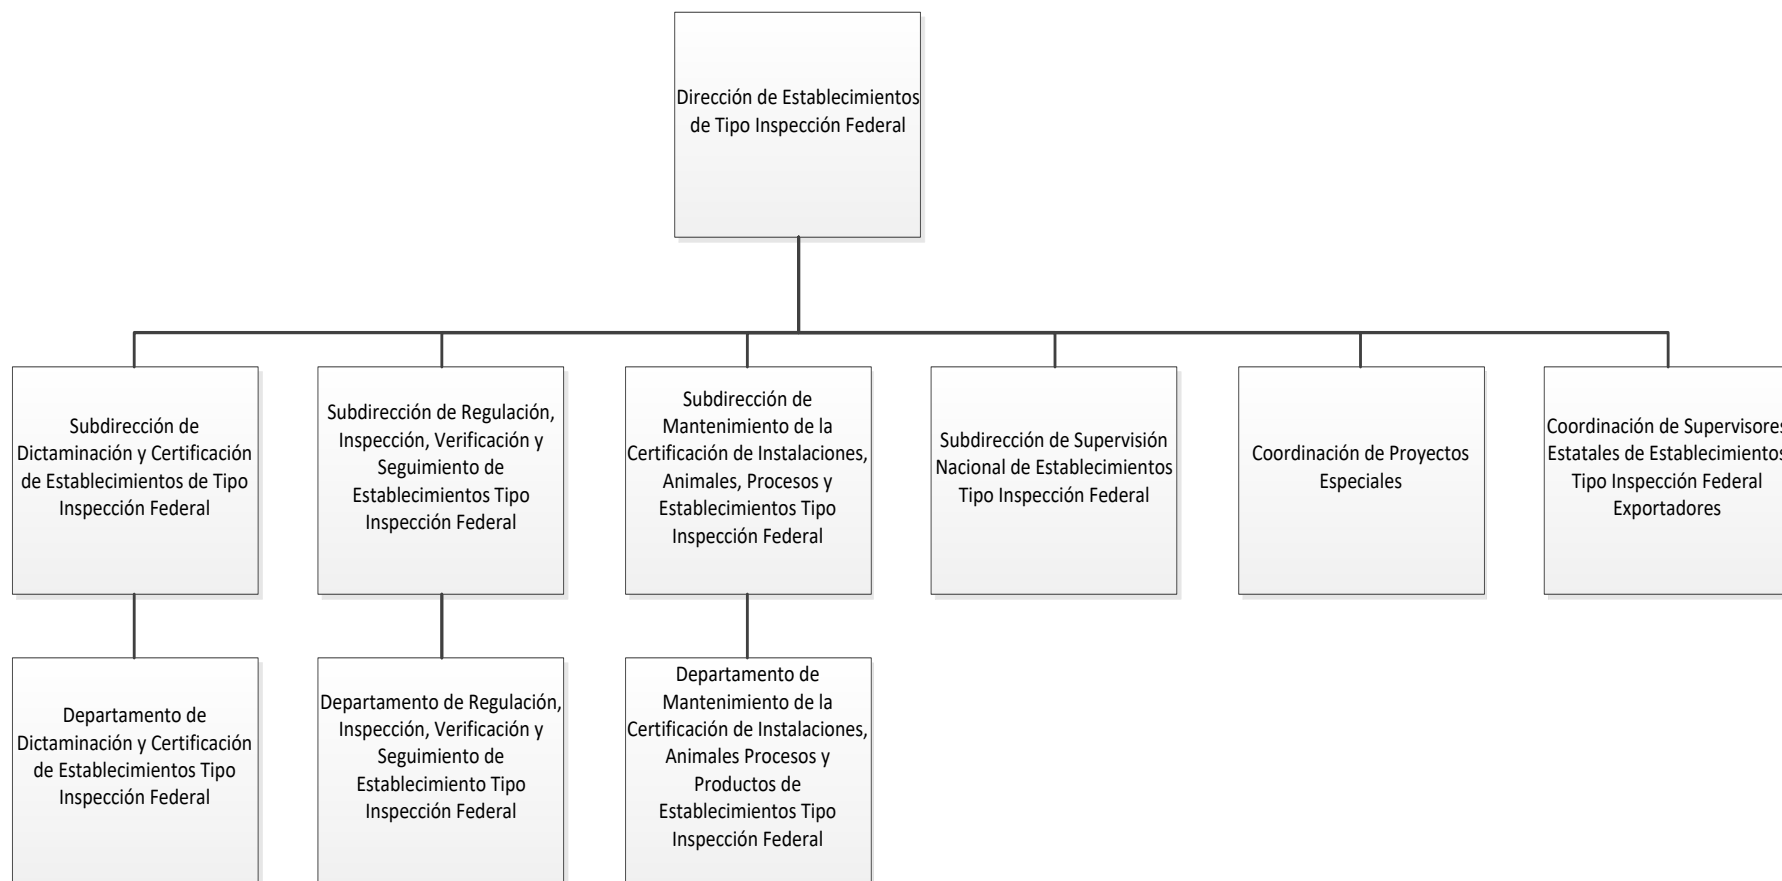 Dirección de Establecimientos
de Tipo Inspección Federal
Subdirección de
Dictaminación y Certificación
de Establecimientos de Tipo
Inspección Federal
Subdirección de Regulación,
Inspección, Verificación y
Seguimiento de
Establecimientos Tipo
Inspección Federal
Subdirección de
Mantenimiento de la
Certificación de Instalaciones,
Animales, Procesos y
Establecimientos Tipo
Inspección Federal
Subdirección de Supervisión
Nacional de Establecimientos
Tipo Inspección Federal
Coordinación de Proyectos
Especiales
Coordinación de Supervisores
Estatales de Establecimientos
Tipo Inspección Federal
Exportadores
Departamento de
Dictaminación y Certificación
de Establecimientos Tipo
Inspección Federal
Departamento de Regulación,
Inspección, Verificación y
Seguimiento de
Establecimiento Tipo
Inspección Federal
Departamento de
Mantenimiento de la
Certificación de Instalaciones,
Animales Procesos y
Productos de
Establecimientos Tipo
Inspección Federal